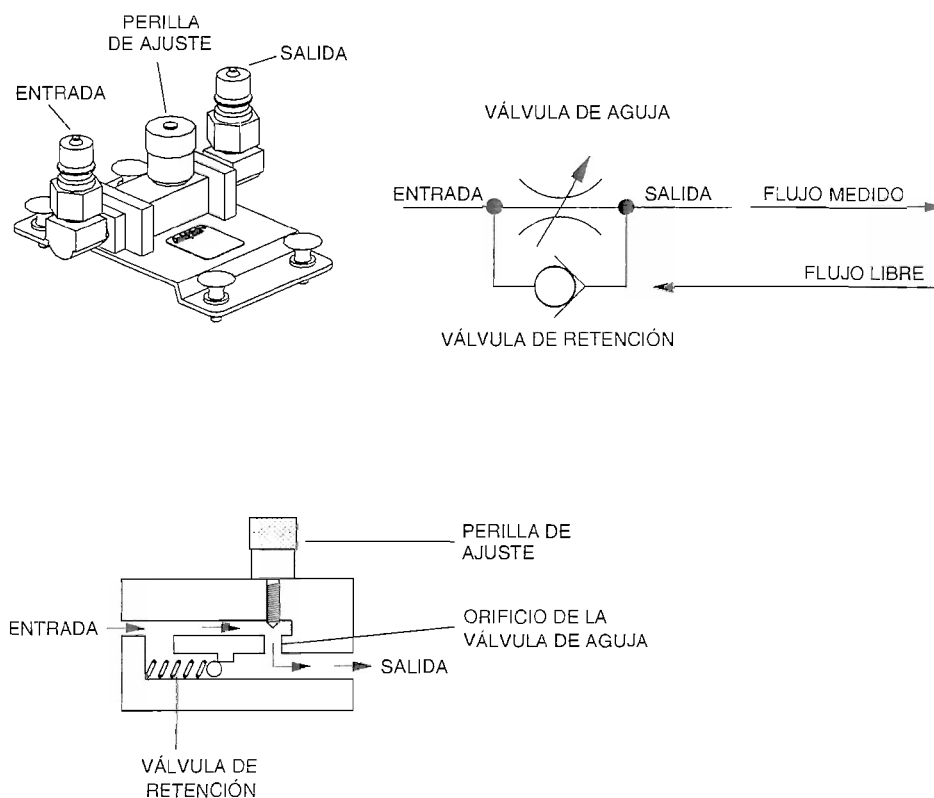 PERILLA
DE AJUSTE
SALIDA
ENTRADA
VÁLVULA DE AGUJA
ENTRADA
SALIDA
FLUJO MEDIDO
FLUJO LIBRE
VÁLVULA DE RETENCIÓN
PERILLA DE
AJUSTE
ENTRADA
ORIFICIO DE LA
VÁLVULA DE AGUJA
SALIDA
VÁLVULA DE
RETENCIÓN